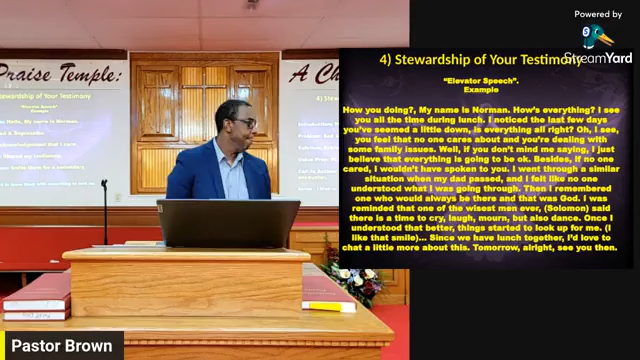 Powered by
StreamYard
Praise Temple:
A Ch
Stewardship of Your Testimony
4) Stewardship of Your Testimony
"Elevator Speech".
Example
How you doing?, My name is Norman. How's everything? I see
you all the time during lunch. I noticed the last few days
you've seemed a little down, is everything all right? Oh, I see,
you feel that no one cares about and you're dealing with
some family issues. Well, if you don't mind me saying, I just
believe that everything is going to be ok. Besides, if no one
cared, I wouldn't have spoken to you. I went through a similiar
situation when my dad passed, and I felt like no one
understood what I was going through. Then I remembered
one who would always be there and that was God. I was
reminded that one of the wisest men ever, (Solomon) said
there is a time to cry, laugh, mourn, but also dance. Once I
understood that better, things started to look up for me. (I
like that smile)... Since we have lunch together, I'd love to
chat a little more about this. Tomorrow, alright, see you then.
Pastor Brown